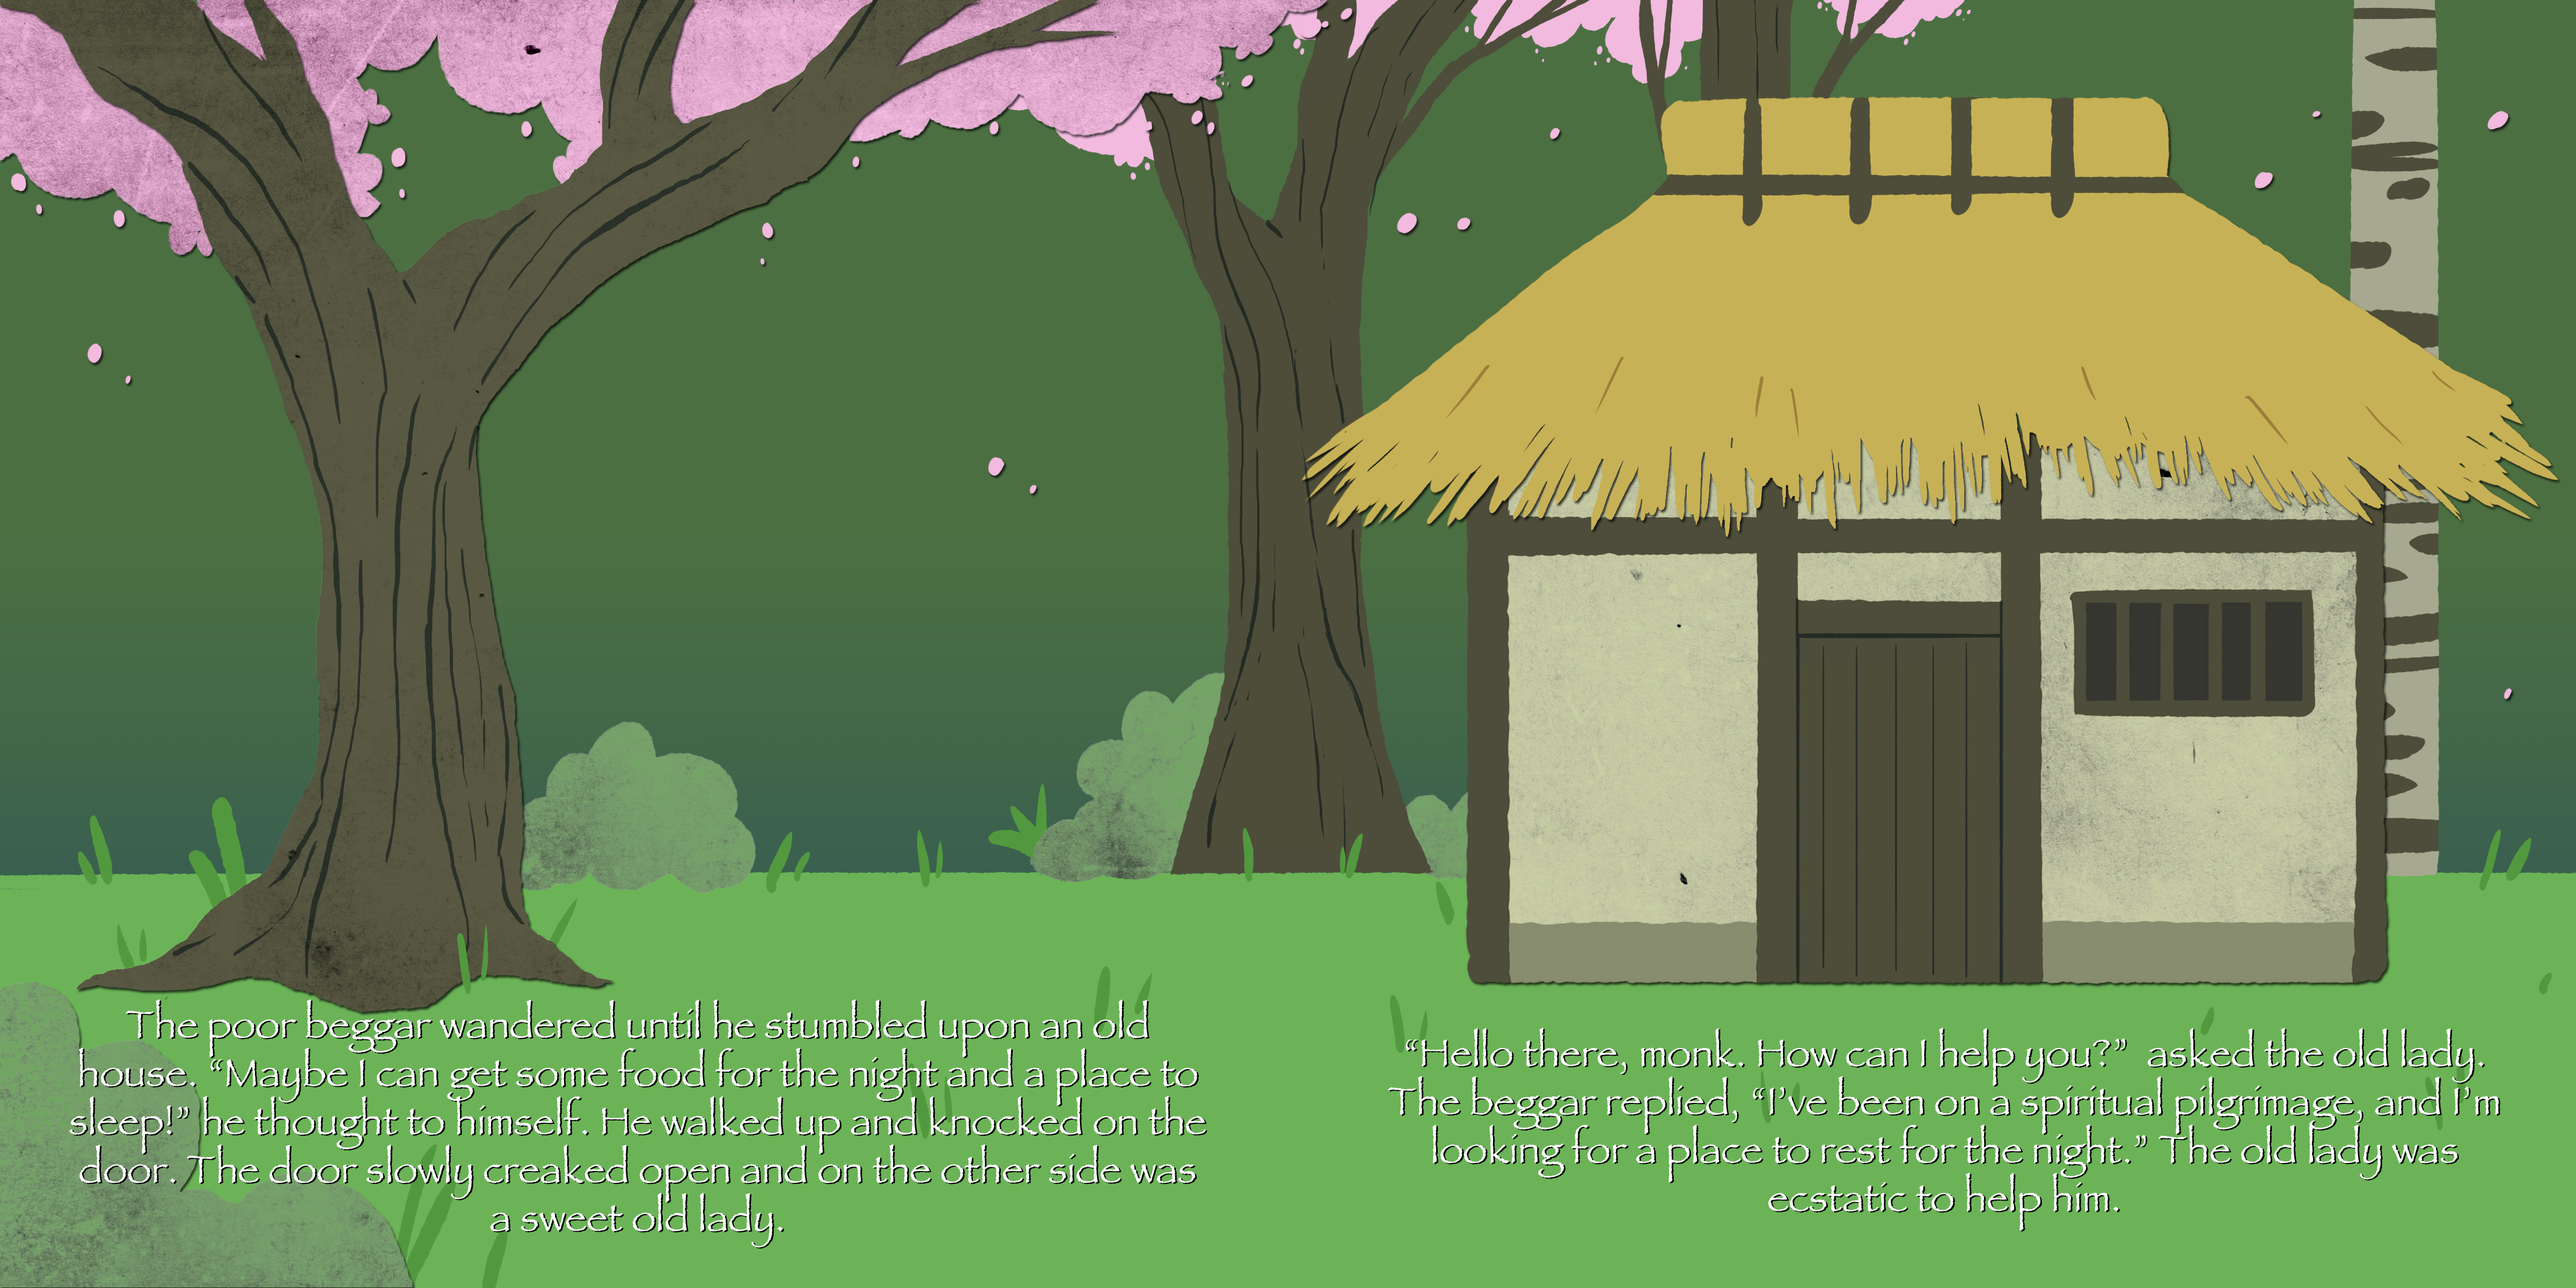 The poor beggar wandered until he stumbled upon an old
house. “Maybe I can get some food for the night and a place to
sleep!” he thought to himself. He walked up and knocked on the
door. The door slowly creaked open and on the other side was
a sweet old lady.
“Hello there, monk. How can I help you?”  asked the old lady.
The beggar replied, “I’ve been on a spiritual pilgrimage, and I’m
looking for a place to rest for the night.” The old lady was
ecstatic to help him.